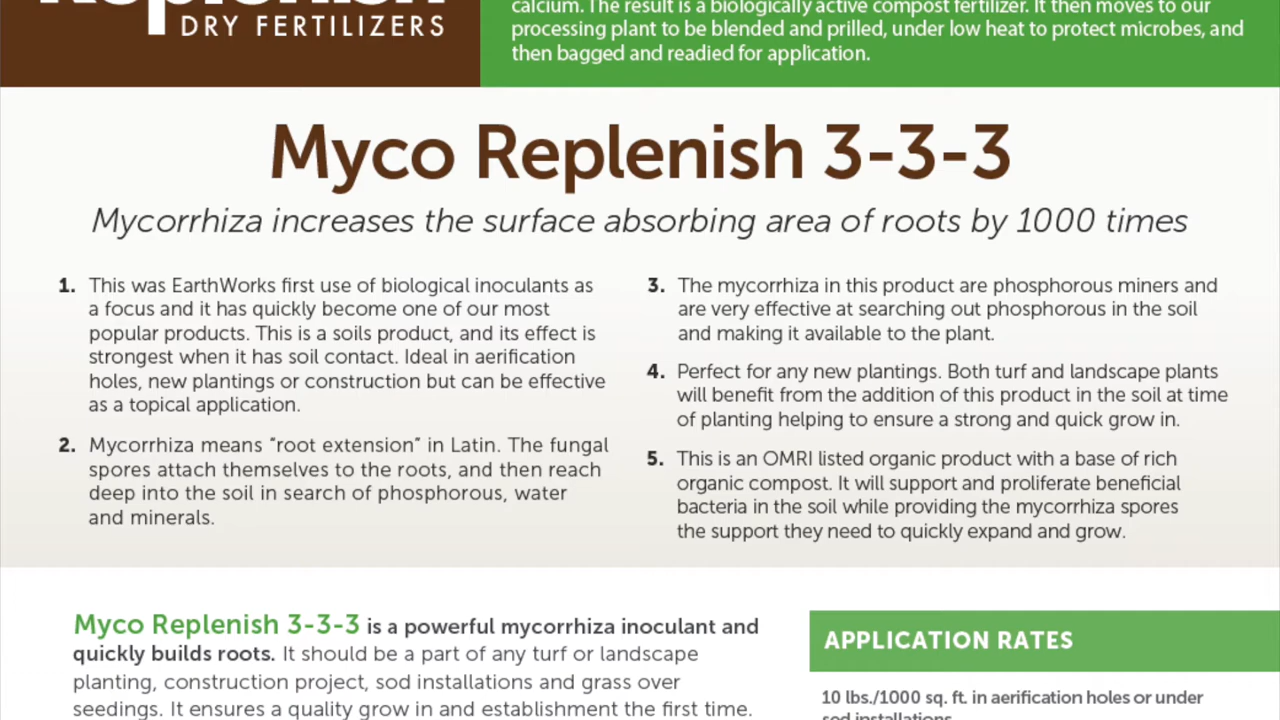 Replenish
DRY FERTILIZERS
calcium. The result is a biologically active compost fertilizer. It then moves to our
processing plant to be blended and prilled, under low heat to protect microbes, and
then bagged and readied for application.
Myco Replenish 3-3-3
Mycorrhiza increases the surface absorbing area of roots by 1000 times
1. This was EarthWorks first use of biological inoculants as
a focus and it has quickly become one of our most
popular products. This is a soils product, and its effect is
strongest when it has soil contact. Ideal in aerification
holes, new plantings or construction but can be effective
as a topical application.
2. Mycorrhiza means “root extension” in Latin. The fungal
spores attach themselves to the roots, and then reach
deep into the soil in search of phosphorous, water
and minerals.
3. The mycorrhiza in this product are phosphorous miners and
are very effective at searching out phosphorous in the soil
and making it available to the plant.
4. Perfect for any new plantings. Both turf and landscape plants
will benefit from the addition of this product in the soil at time
of planting helping to ensure a strong and quick grow in.
5. This is an OMRI listed organic product with a base of rich
organic compost. It will support and proliferate beneficial
bacteria in the soil while providing the mycorrhiza spores
the support they need to quickly expand and grow.
Myco Replenish 3-3-3 is a powerful mycorrhiza inoculant and
quickly builds roots. It should be a part of any turf or landscape
planting, construction project, sod installations and grass over
seedings. It ensures a quality grow in and establishment the first time.
APPLICATION RATES
10 lbs./1000 sq. ft. in aerification holes or under
sod installations